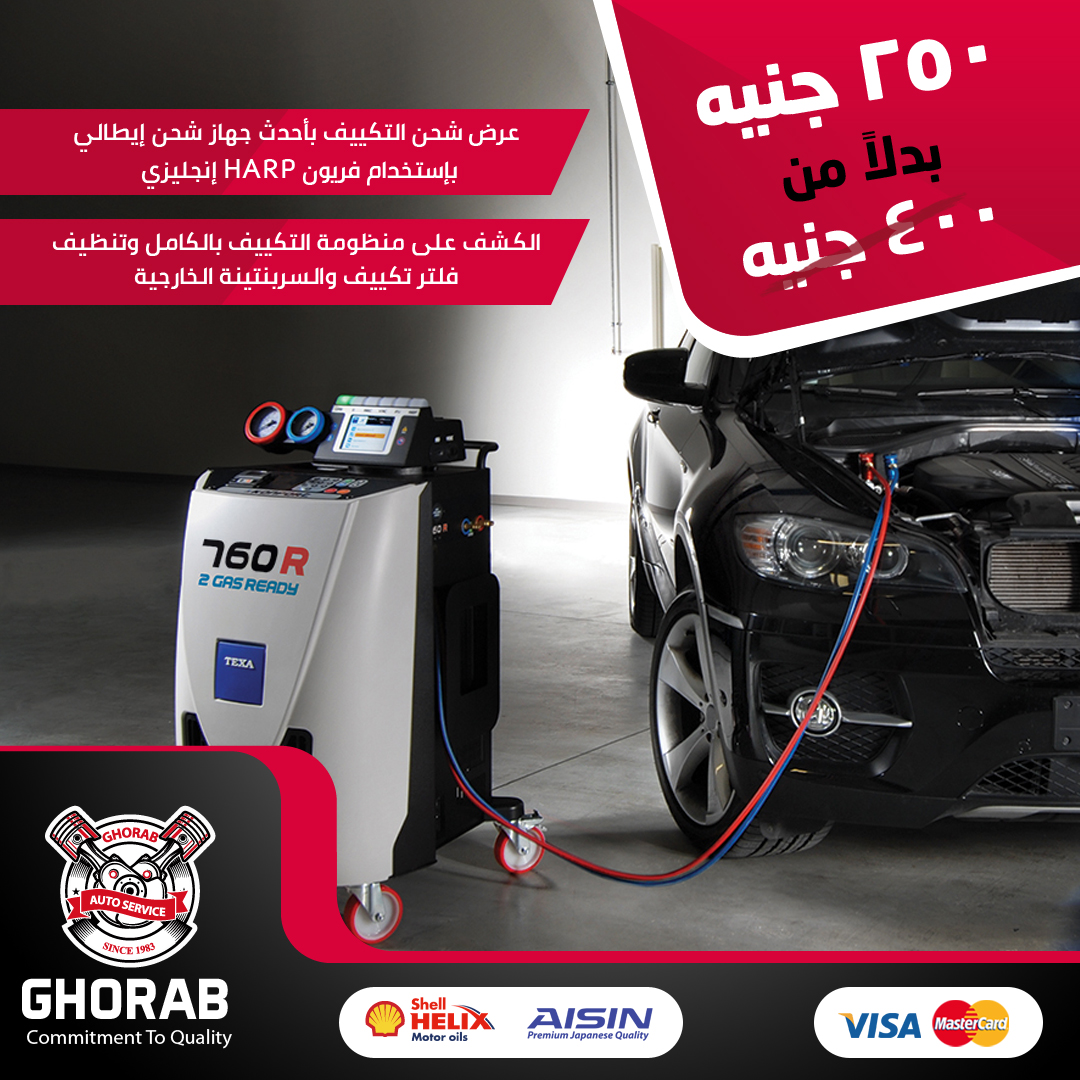 ٢٥٠ جنيه
بدلاً من
٤٠٠ جنيه
عرض شحن التكييف بأحدث جهاز شحن إيطالي
بإستخدام فريون HARP إنجليزي
الكشف على منظومة التكييف بالكامل وتنظيف
فلتر تكييف والسربنتينة الخارجية
760 R
2 GAS READY
TEXA
60 R
GHORAB
AUTO SERVICE
SINCE 1983
GHORAB
Commitment To Quality
Shell
HELIX
Motor oils
AISIN
Premium Japanese Quality
VISA
MasterCard